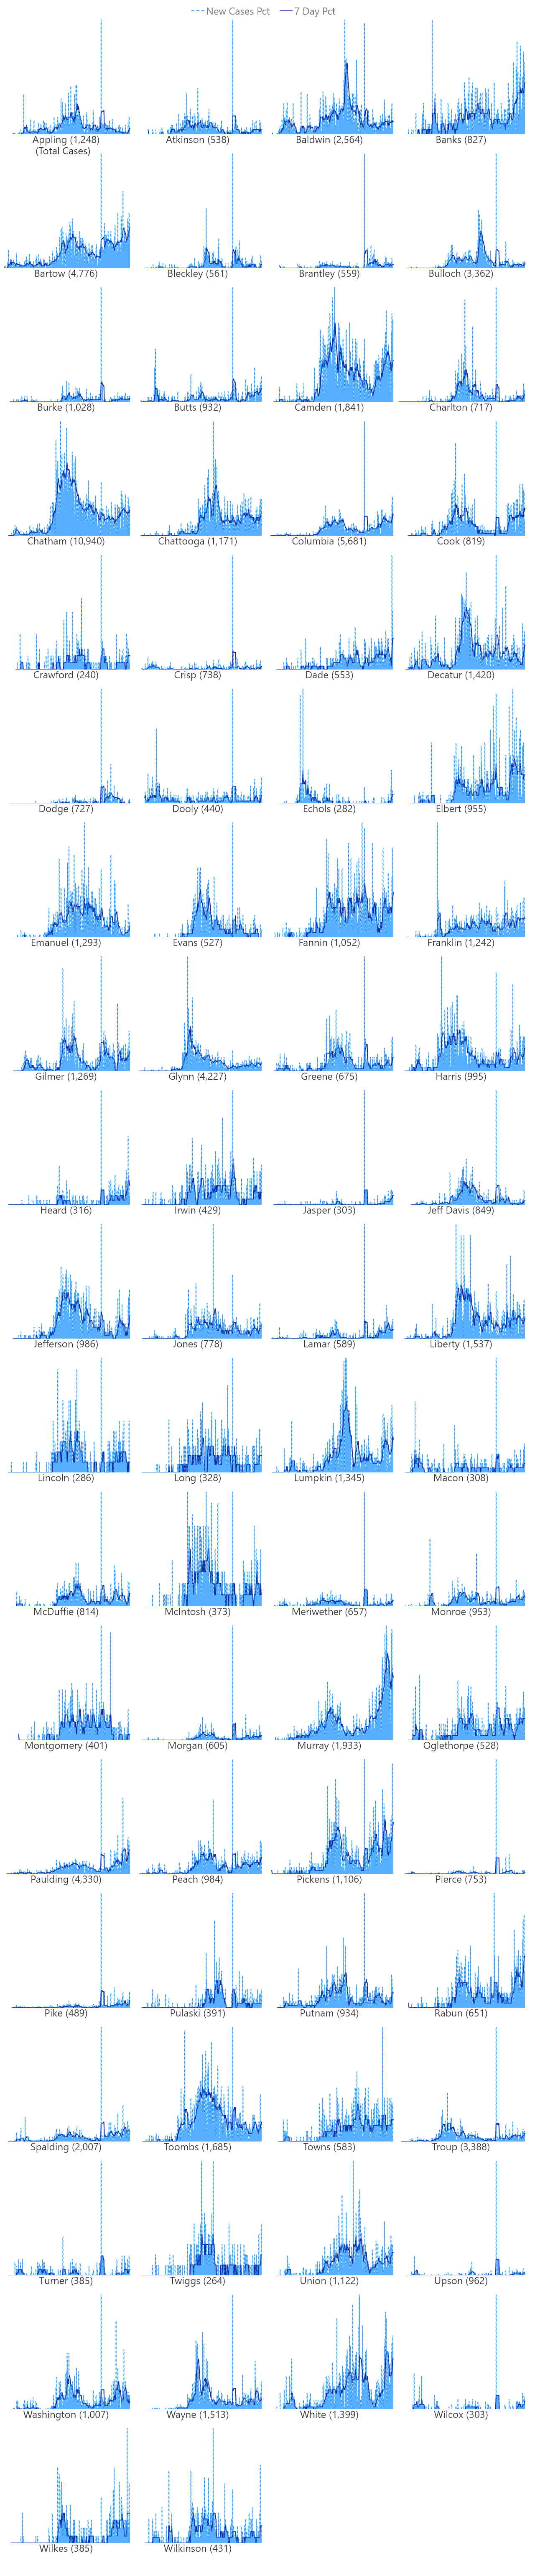 New Cases Pct 7 Day Pct
Appling (1,248) Atkinson (538) Baldwin (2,564) Banks (827)
(Total Cases)
Bartow (4,776) Bleckley (561) Brantley (559) Bulloch (3,362)
Burke (1,028) Butts (932) Camden (1,841) Charlton (717)
Chatham (10,940) Chattooga (1,171) Columbia (5,681) Cook (819)
Crawford (240) Crisp (738) Dade (553) Decatur (1,420)
Dodge (727) Dooly (440) Echols (282) Elbert (955)
Emanuel (1,293) Evans (527) Fannin (1,052) Franklin (1,242)
Gilmer (1,269) Glynn (4,227) Greene (675) Harris (995)
Heard (316) Irwin (429) Jasper (303) Jeff Davis (849)
Jefferson (986) Jones (778) Lamar (589) Liberty (1,537)
Lincoln (286) Long (328) Lumpkin (1,345) Macon (308)
McDuffie (814) McIntosh (373) Meriwether (657) Monroe (953)
Montgomery (401) Morgan (605) Murray (1,933) Oglethorpe (528)
Paulding (4,330) Peach (984) Pickens (1,106) Pierce (753)
Pike (489) Pulaski (391) Putnam (934) Rabun (651)
Spalding (2,007) Toombs (1,685) Towns (583) Troup (3,388)
Turner (385) Twiggs (264) Union (1,122) Upson (962)
Washington (1,007) Wayne (1,513) White (1,399) Wilcox (303)
Wilkes (385) Wilkinson (431)